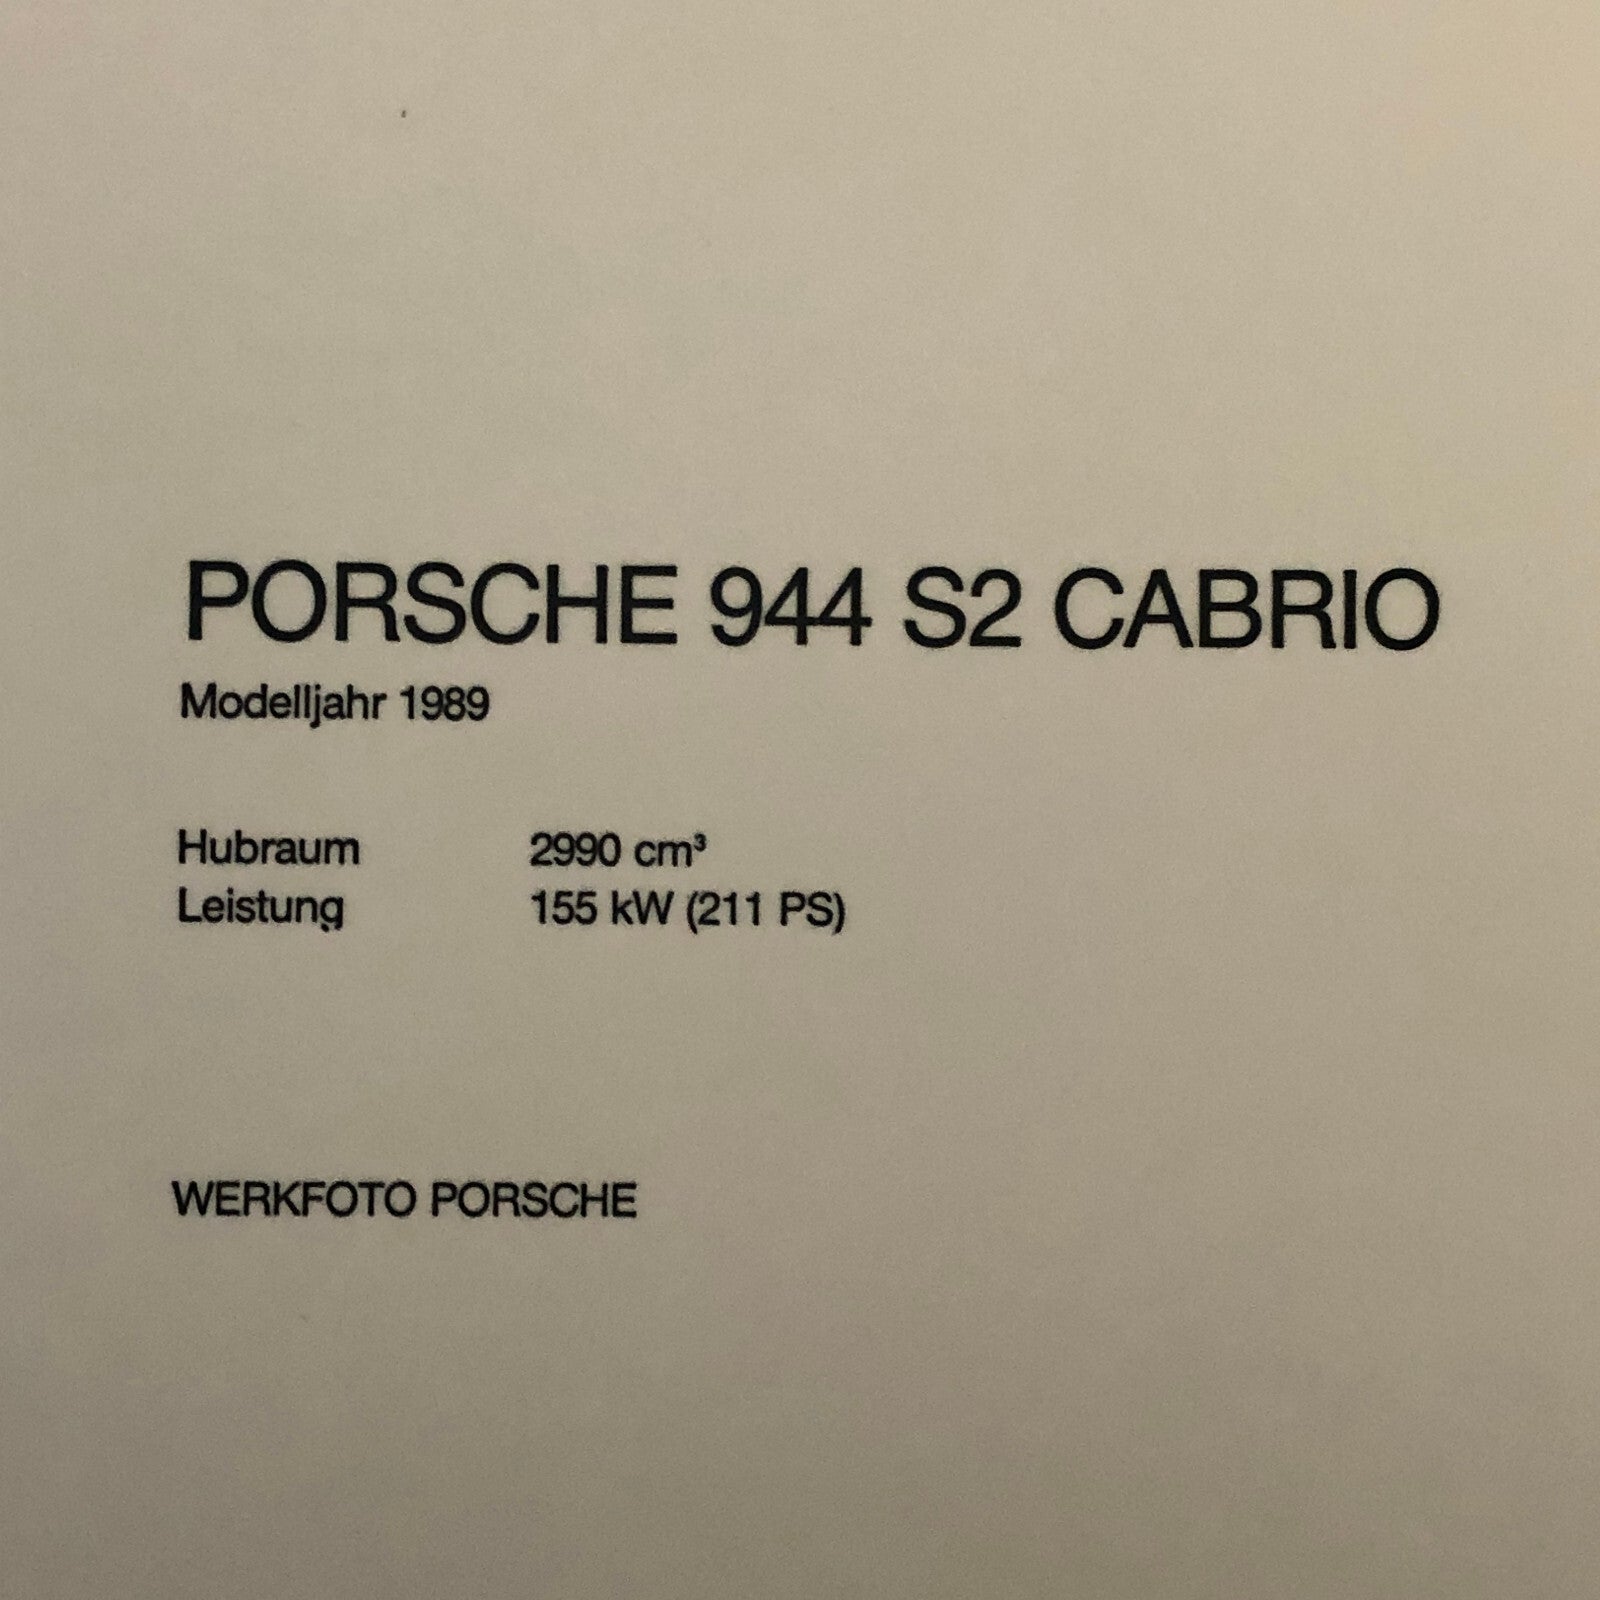 PORSCHE 944 S2 CABRIO
Modelljahr 1989
Hubraum 2990 cm³
Leistung 155 kW (211 PS)
WERKFOTO PORSCHE